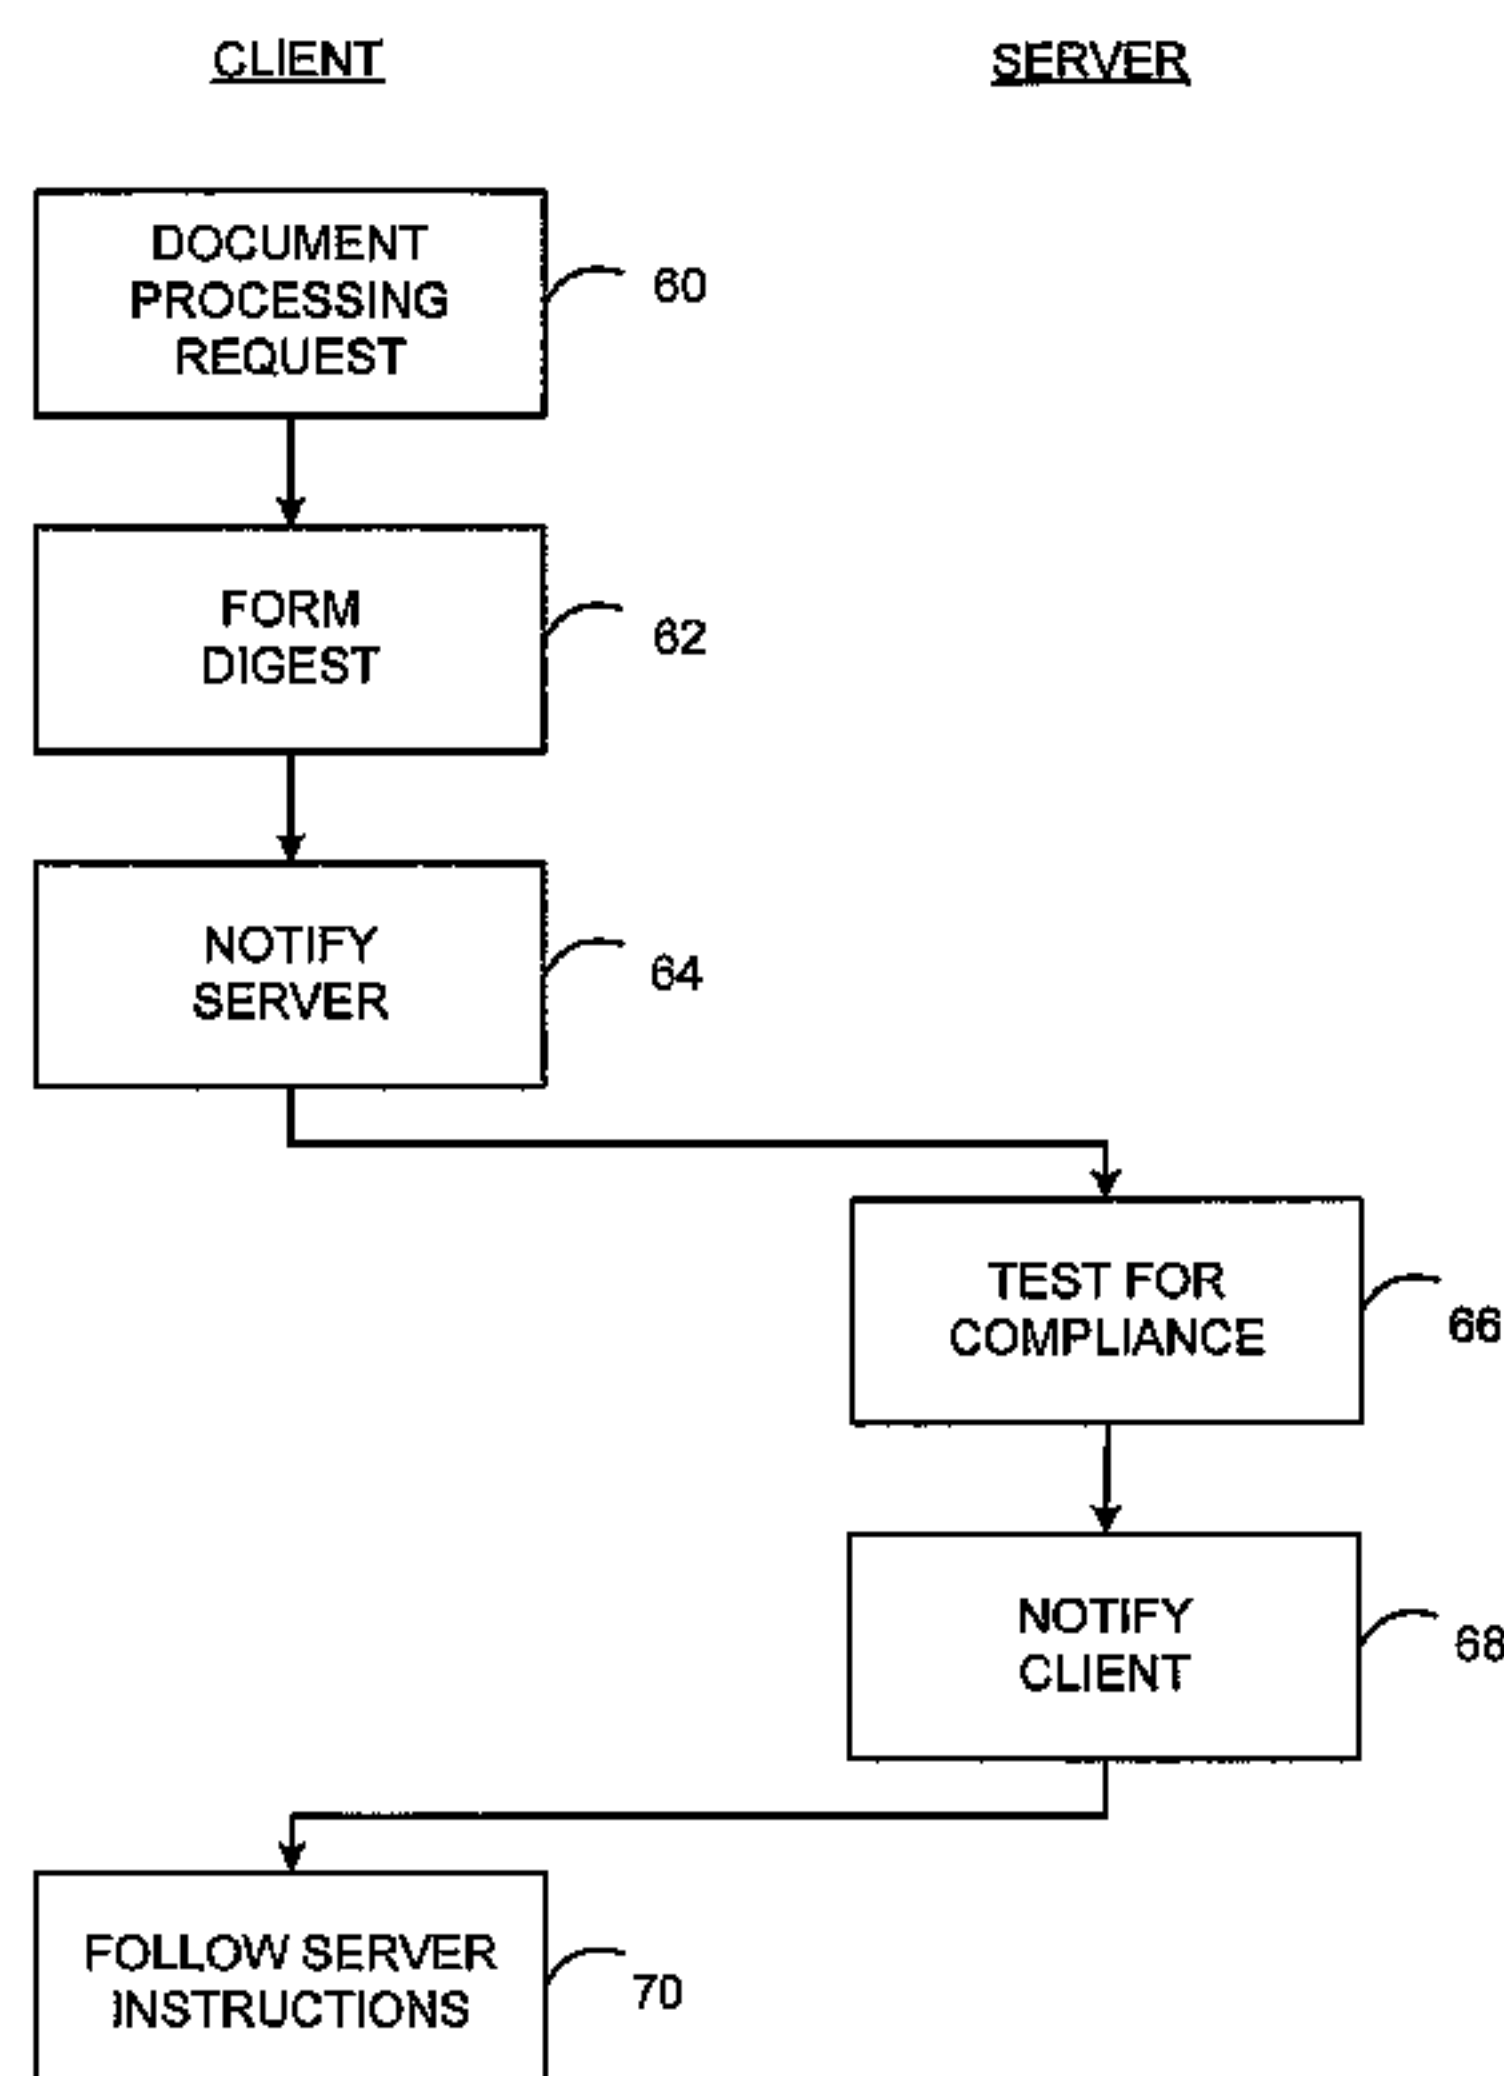 CLIENT
SERVER
DOCUMENT
PROCESSING
REQUEST
60
FORM
DIGEST
62
NOTIFY
SERVER
64
TEST FOR
COMPLIANCE
66
NOTIFY
CLIENT
68
FOLLOW SERVER
INSTRUCTIONS
70